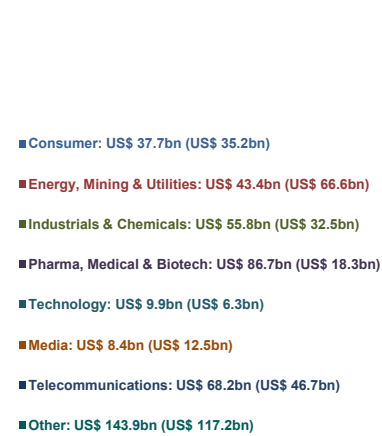 Consumer: US$ 37.7bn (US$ 35.2bn)
Energy, Mining & Utilities: US$ 43.4bn (US$ 66.6bn)
Industrials & Chemicals: US$ 55.8bn (US$ 32.5bn)
Pharma, Medical & Biotech: US$ 86.7bn (US$ 18.3bn)
Technology: US$ 9.9bn (US$ 6.3bn)
Media: US$ 8.4bn (US$ 12.5bn)
Telecommunications: US$ 68.2bn (US$ 46.7bn)
Other: US$ 143.9bn (US$ 117.2bn)